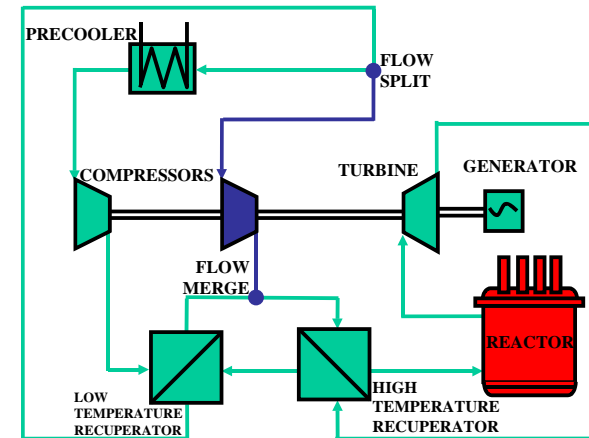 PRECOOLER
FLOW
SPLIT
COMPRESSORS
TURBINE
GENERATOR
FLOW
MERGE
REACTOR
LOW
TEMPERATURE
RECUPERATOR
HIGH
TEMPERATURE
RECUPERATOR